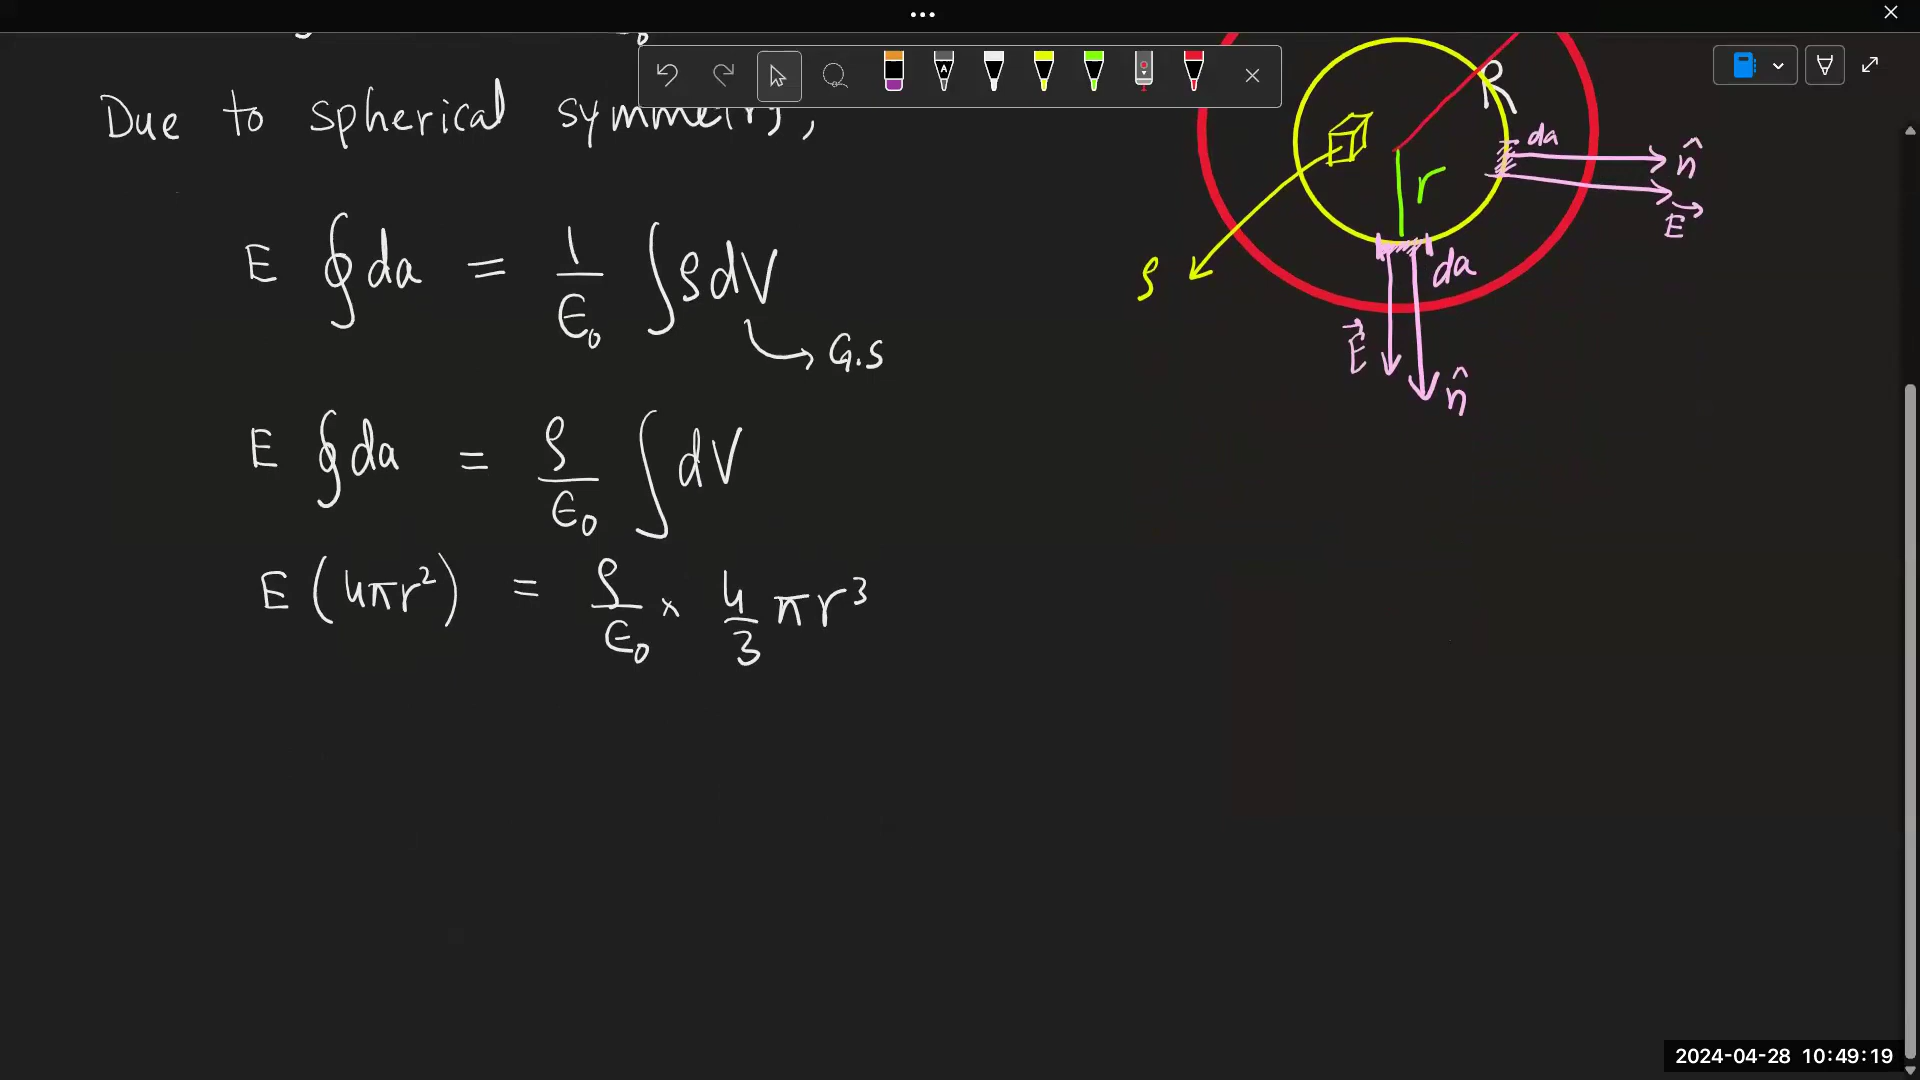 Due to spherical symmetry,
E ∮da = 1/ϵ₀ ∫ρdV
G.S
E ∮da = ρ/ϵ₀ ∫dV
E (4πr²) = ρ/ϵ₀ × 4/3 πr³
R
da
n̂
E⃗
r
ρ
da
E⃗
n̂
2024-04-28 10:49:19